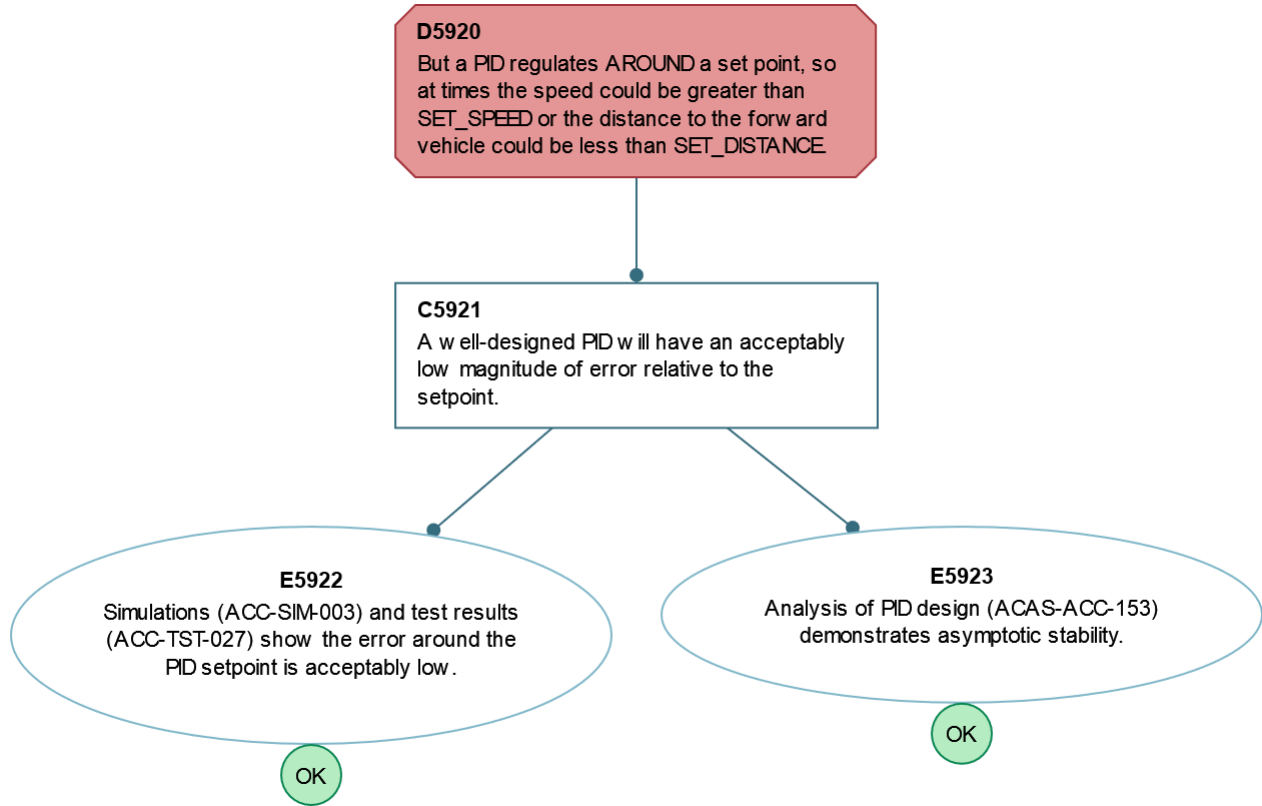 D5920
But a PID regulates AROUND a set point, so
at times the speed could be greater than
SET_SPEED or the distance to the forward
vehicle could be less than SET_DISTANCE.
C5921
A well-designed PID will have an acceptably
low magnitude of error relative to the
setpoint.
E5922
Simulations (ACC-SIM-003) and test results
(ACC-TST-027) show the error around the
PID setpoint is acceptably low.
OK
E5923
Analysis of PID design (ACAS-ACC-153)
demonstrates asymptotic stability.
OK